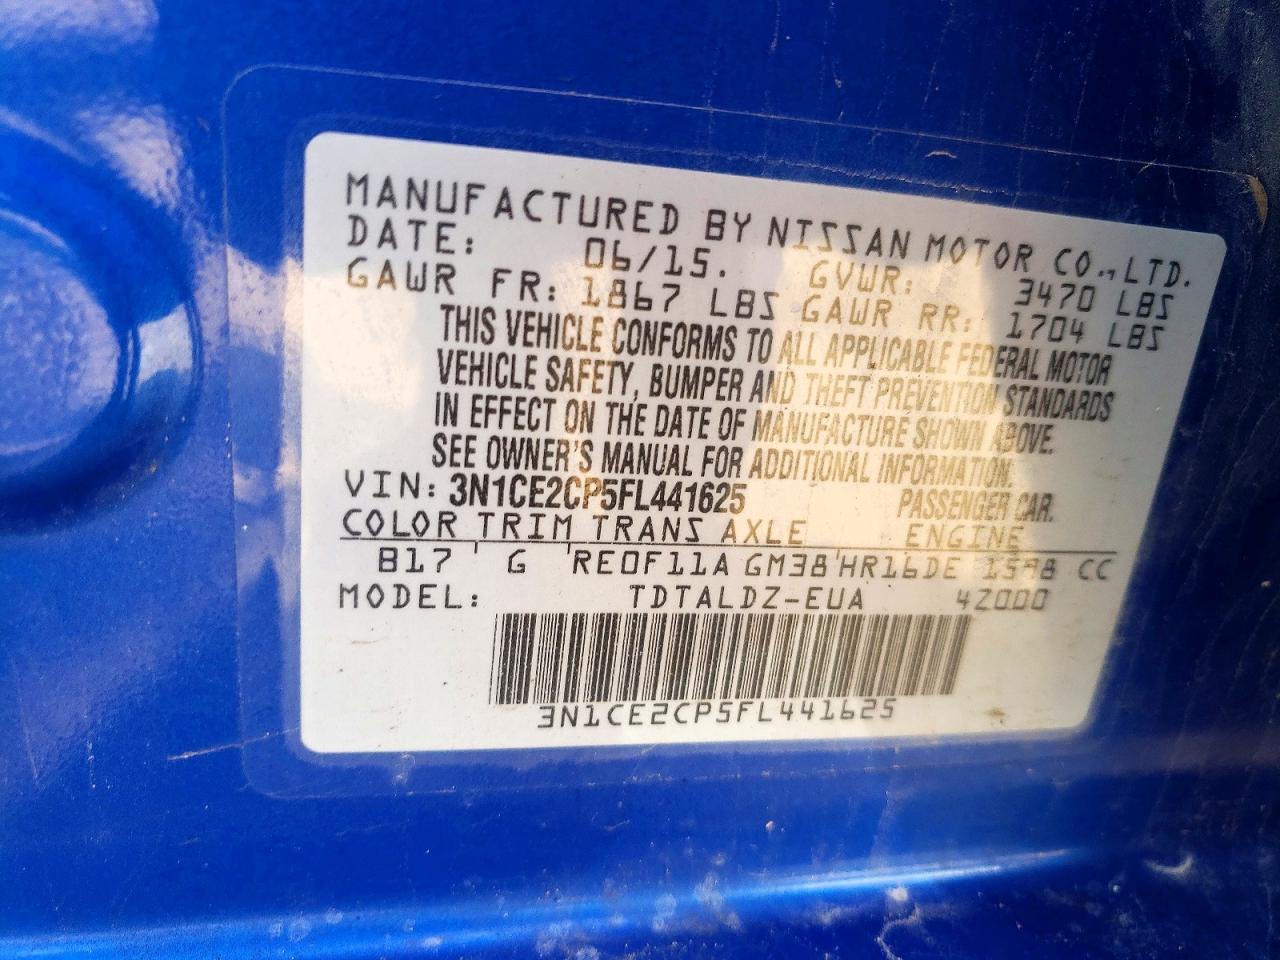 MANUFACTURED BY NISSAN MOTOR CO., LTD.
DATE: 06/15. GVWR: 3470 LBS
GAWR FR: 1867 LBS GAWR RR: 1704 LBS
THIS VEHICLE CONFORMS TO ALL APPLICABLE FEDERAL MOTOR
VEHICLE SAFETY, BUMPER AND THEFT PREVENTION STANDARDS
IN EFFECT ON THE DATE OF MANUFACTURE SHOWN ABOVE.
SEE OWNER'S MANUAL FOR ADDITIONAL INFORMATION.
VIN: 3N1CE2CP5FL441625 PASSENGER CAR.
COLOR TRIM TRANS AXLE ENGINE
B17 G RE0F11A GM38 HR16DE 1598 CC
MODEL: TDTALDZ-EUA 42000
3N1CE2CP5FL441625